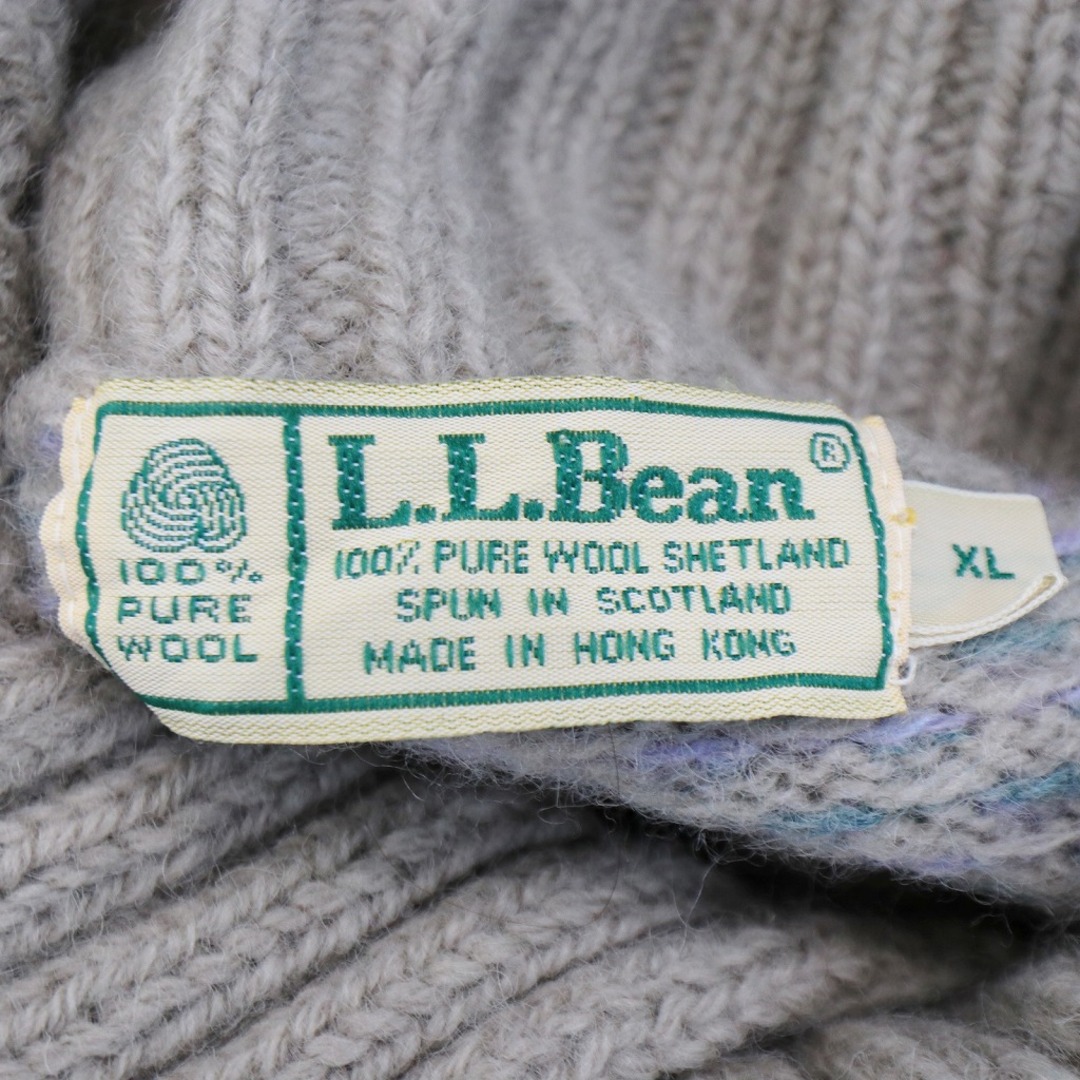 100%
PURE
WOOL
L.L.Bean®
100% PURE WOOL SHETLAND
SPUN IN SCOTLAND
MADE IN HONG KONG
XL